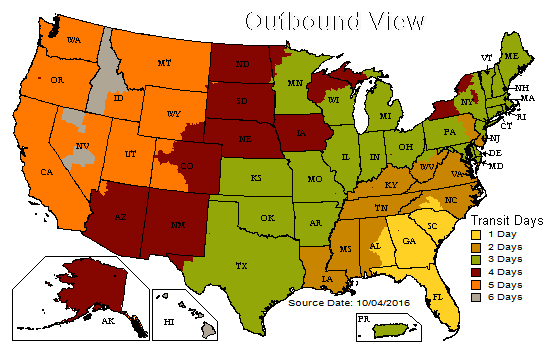 Outbound View
WA
MT
ND
MN
VT
ME
OR
ID
SD
WI
MI
NY
NH
MA
RI
CT
WY
NE
IA
PA
NJ
NV
UT
CO
IL
IN
OH
DE
MD
CA
KS
MO
WV
VA
KY
AZ
NM
OK
AR
TN
NC
TX
MS
AL
GA
SC
LA
FL
Transit Days
1 Day
2 Days
3 Days
4 Days
5 Days
6 Days
Source Date: 10/04/2016
AK
HI
PR